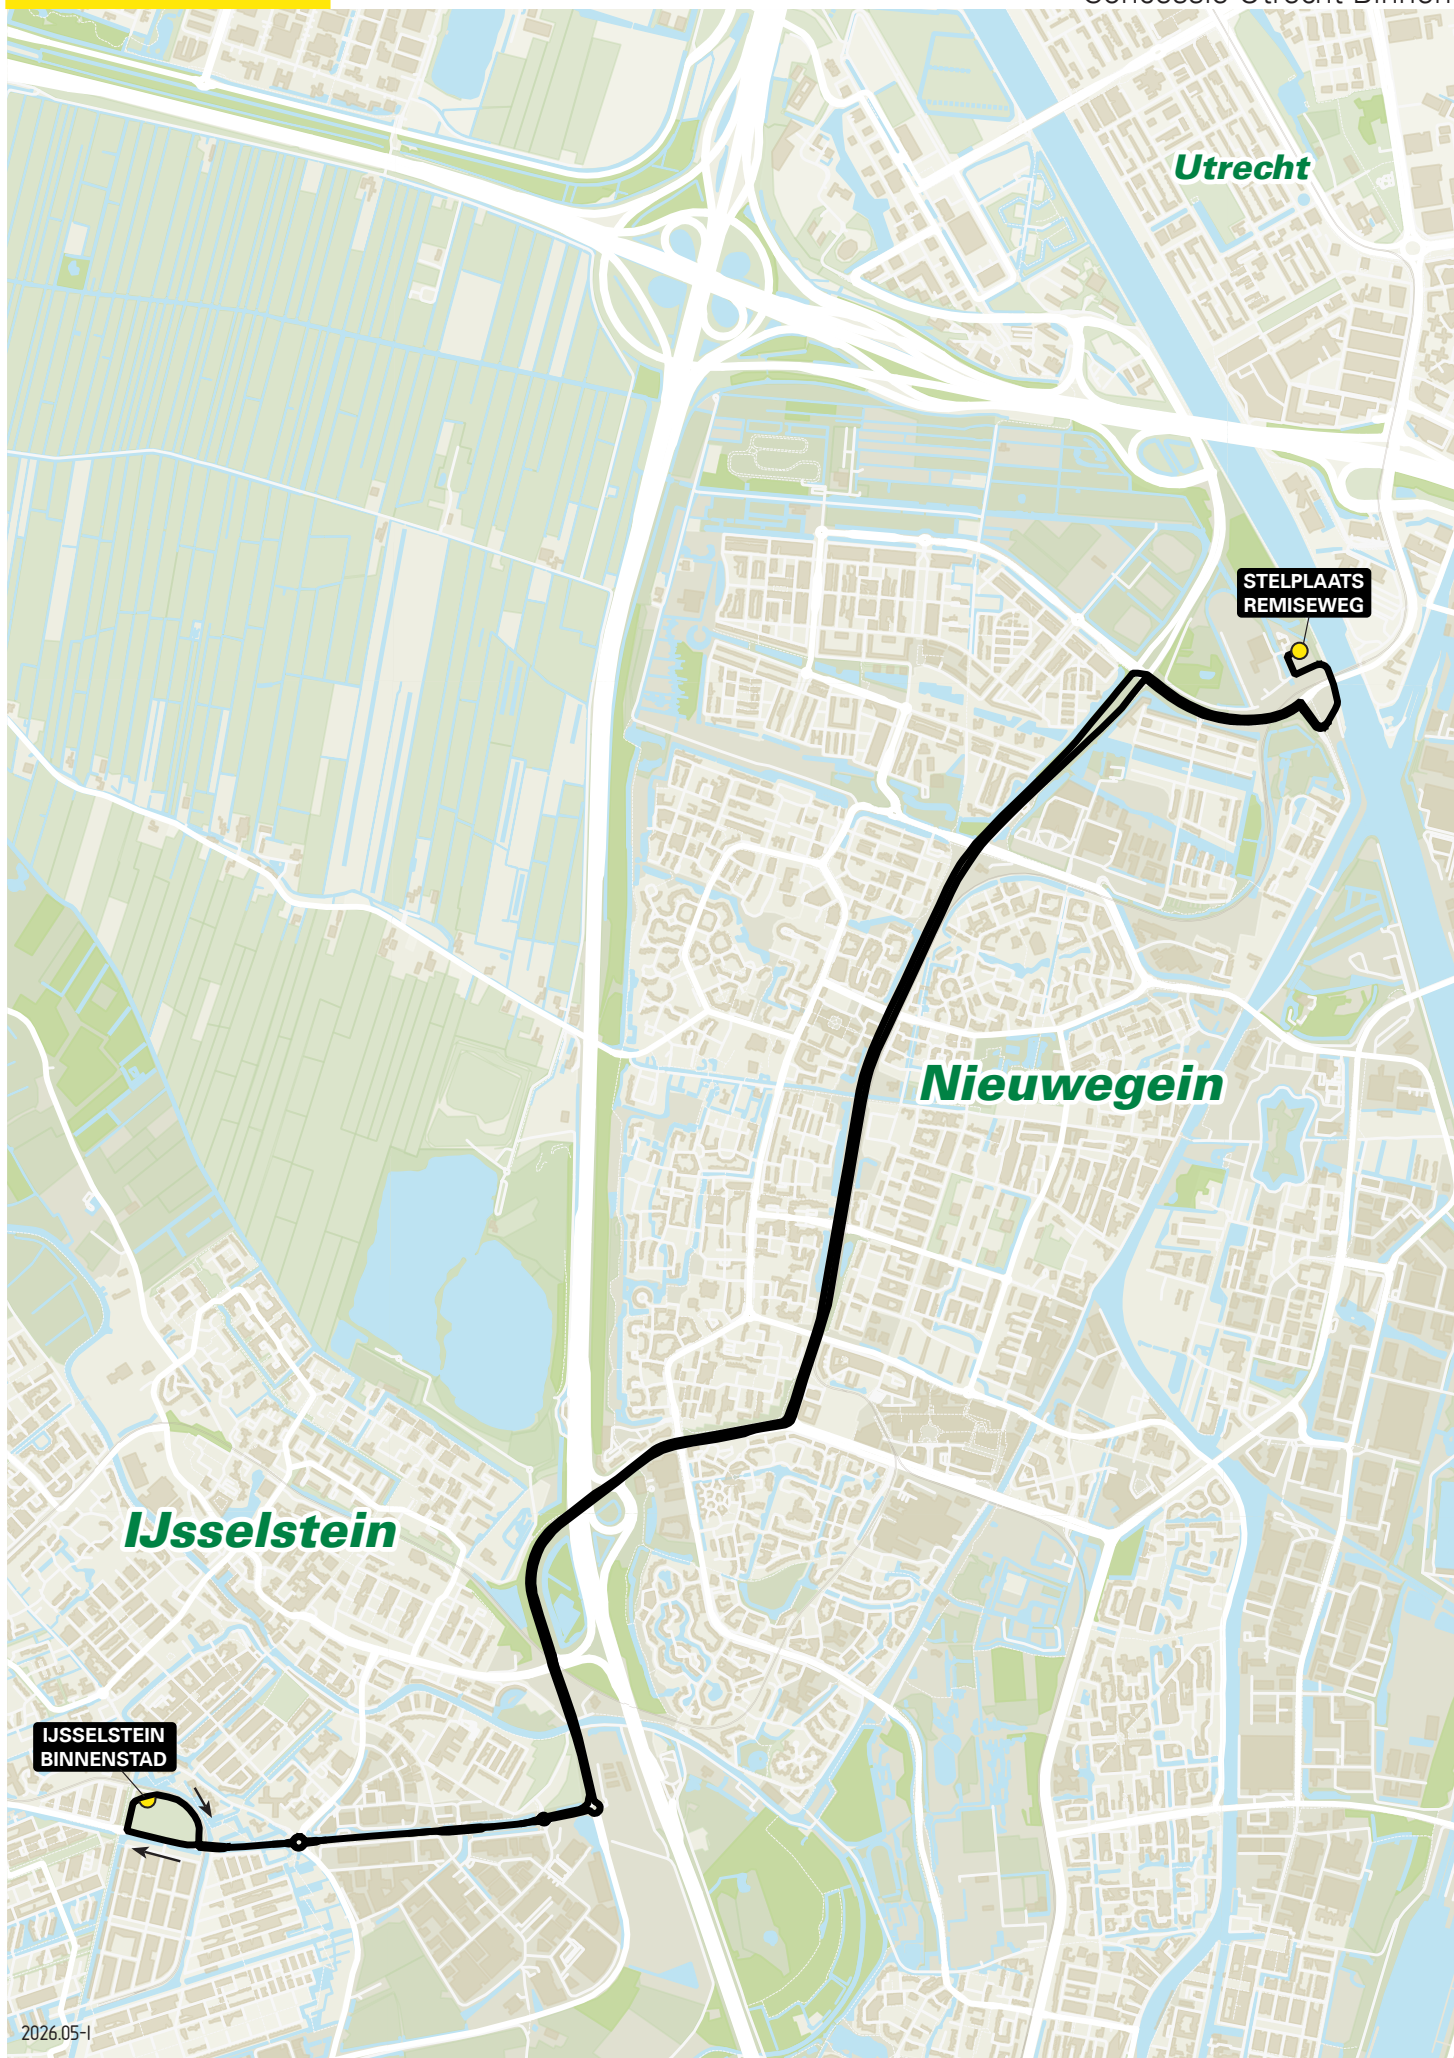 Utrecht
STELPLAATS
REMISEWEG
Nieuwegein
IJsselstein
IJSSELSTEIN
BINNENSTAD
2026.05-I